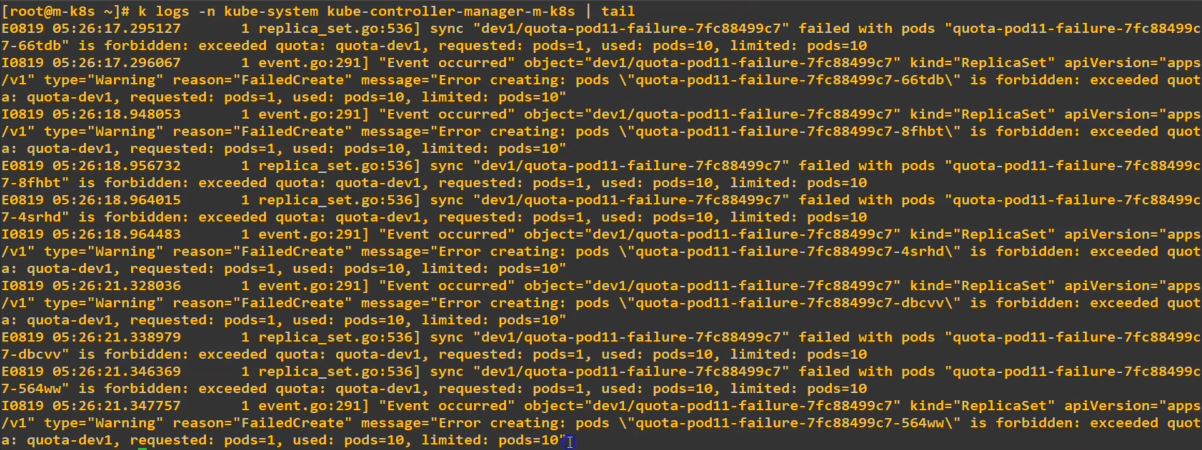 [root@m-k8s ~]# k logs -n kube-system kube-controller-manager-m-k8s | tail
E0819 05:26:17.295127       1 replica_set.go:536] sync "dev1/quota-pod11-failure-7fc88499c7" failed with pods "quota-pod11-failure-7fc88499c
7-66tdb" is forbidden: exceeded quota: quota-dev1, requested: pods=1, used: pods=10, limited: pods=10
I0819 05:26:17.296067       1 event.go:291] "Event occurred" object="dev1/quota-pod11-failure-7fc88499c7" kind="ReplicaSet" apiVersion="apps
/v1" type="Warning" reason="FailedCreate" message="Error creating: pods \"quota-pod11-failure-7fc88499c7-66tdb\" is forbidden: exceeded quot
a: quota-dev1, requested: pods=1, used: pods=10, limited: pods=10"
I0819 05:26:18.948053       1 event.go:291] "Event occurred" object="dev1/quota-pod11-failure-7fc88499c7" kind="ReplicaSet" apiVersion="apps
/v1" type="Warning" reason="FailedCreate" message="Error creating: pods \"quota-pod11-failure-7fc88499c7-8fhbt\" is forbidden: exceeded quot
a: quota-dev1, requested: pods=1, used: pods=10, limited: pods=10"
E0819 05:26:18.956732       1 replica_set.go:536] sync "dev1/quota-pod11-failure-7fc88499c7" failed with pods "quota-pod11-failure-7fc88499c
7-8fhbt" is forbidden: exceeded quota: quota-dev1, requested: pods=1, used: pods=10, limited: pods=10
E0819 05:26:18.964015       1 replica_set.go:536] sync "dev1/quota-pod11-failure-7fc88499c7" failed with pods "quota-pod11-failure-7fc88499c
7-4srhd" is forbidden: exceeded quota: quota-dev1, requested: pods=1, used: pods=10, limited: pods=10
I0819 05:26:18.964483       1 event.go:291] "Event occurred" object="dev1/quota-pod11-failure-7fc88499c7" kind="ReplicaSet" apiVersion="apps
/v1" type="Warning" reason="FailedCreate" message="Error creating: pods \"quota-pod11-failure-7fc88499c7-4srhd\" is forbidden: exceeded quot
a: quota-dev1, requested: pods=1, used: pods=10, limited: pods=10"
I0819 05:26:21.328036       1 event.go:291] "Event occurred" object="dev1/quota-pod11-failure-7fc88499c7" kind="ReplicaSet" apiVersion="apps
/v1" type="Warning" reason="FailedCreate" message="Error creating: pods \"quota-pod11-failure-7fc88499c7-dbcvv\" is forbidden: exceeded quot
a: quota-dev1, requested: pods=1, used: pods=10, limited: pods=10"
E0819 05:26:21.338979       1 replica_set.go:536] sync "dev1/quota-pod11-failure-7fc88499c7" failed with pods "quota-pod11-failure-7fc88499c
7-dbcvv" is forbidden: exceeded quota: quota-dev1, requested: pods=1, used: pods=10, limited: pods=10
E0819 05:26:21.346369       1 replica_set.go:536] sync "dev1/quota-pod11-failure-7fc88499c7" failed with pods "quota-pod11-failure-7fc88499c
7-564ww" is forbidden: exceeded quota: quota-dev1, requested: pods=1, used: pods=10, limited: pods=10
I0819 05:26:21.347757       1 event.go:291] "Event occurred" object="dev1/quota-pod11-failure-7fc88499c7" kind="ReplicaSet" apiVersion="apps
/v1" type="Warning" reason="FailedCreate" message="Error creating: pods \"quota-pod11-failure-7fc88499c7-564ww\" is forbidden: exceeded quot
a: quota-dev1, requested: pods=1, used: pods=10, limited: pods=10"